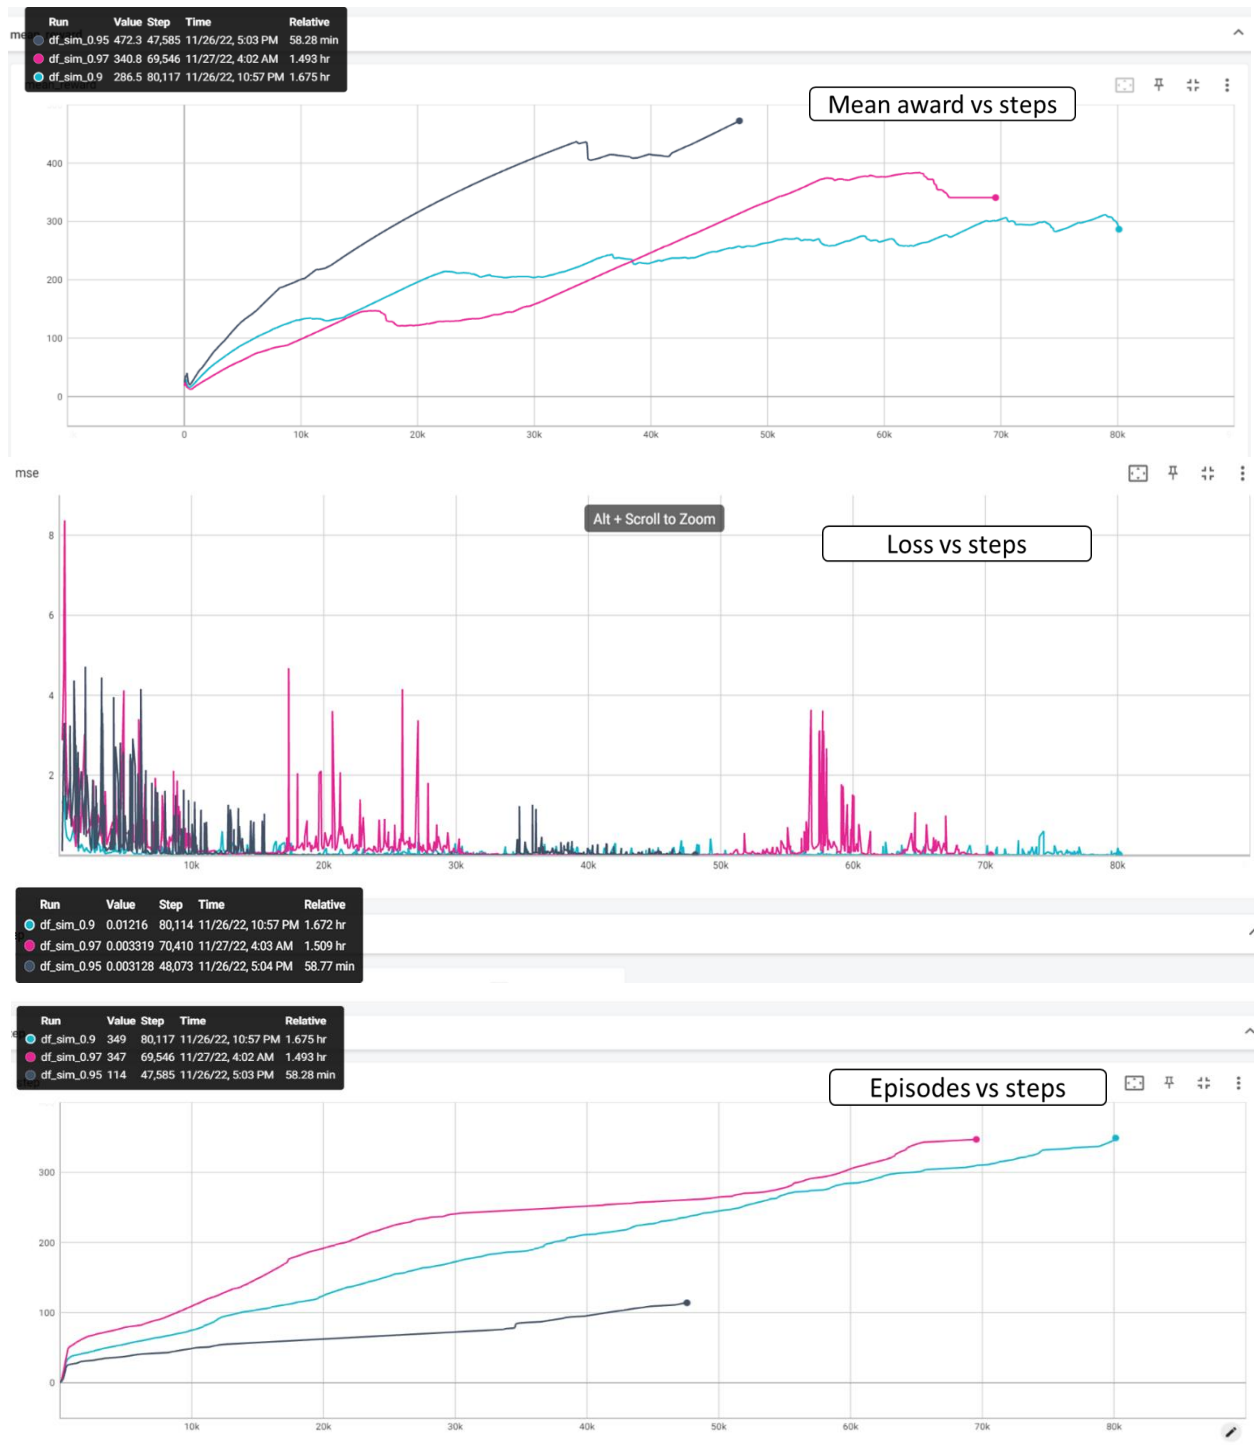 Run Value Step Time Relative
df_sim_0.95 472.3 47,585 11/26/22, 5:03 PM 58.28 min
df_sim_0.97 340.8 69,546 11/27/22, 4:02 AM 1.493 hr
df_sim_0.9 286.5 80,117 11/26/22, 10:57 PM 1.675 hr
mean_reward
Mean award vs steps
400
300
200
100
0
0 10k 20k 30k 40k 50k 60k 70k 80k
mse
Alt + Scroll to Zoom
Loss vs steps
8
6
4
2
10k 20k 30k 40k 50k 60k 70k 80k
Run Value Step Time Relative
df_sim_0.9 0.01216 80,114 11/26/22, 10:57 PM 1.672 hr
df_sim_0.97 0.003319 70,410 11/27/22, 4:03 AM 1.509 hr
df_sim_0.95 0.003128 48,073 11/26/22, 5:04 PM 58.77 min
Run Value Step Time Relative
df_sim_0.9 349 80,117 11/26/22, 10:57 PM 1.675 hr
df_sim_0.97 347 69,546 11/27/22, 4:02 AM 1.493 hr
df_sim_0.95 114 47,585 11/26/22, 5:03 PM 58.28 min
Episodes vs steps
300
200
100
0
10k 20k 30k 40k 50k 60k 70k 80k